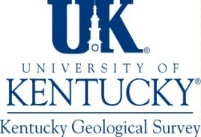 UK®
UNIVERSITY OF
KENTUCKY®
Kentucky Geological Survey